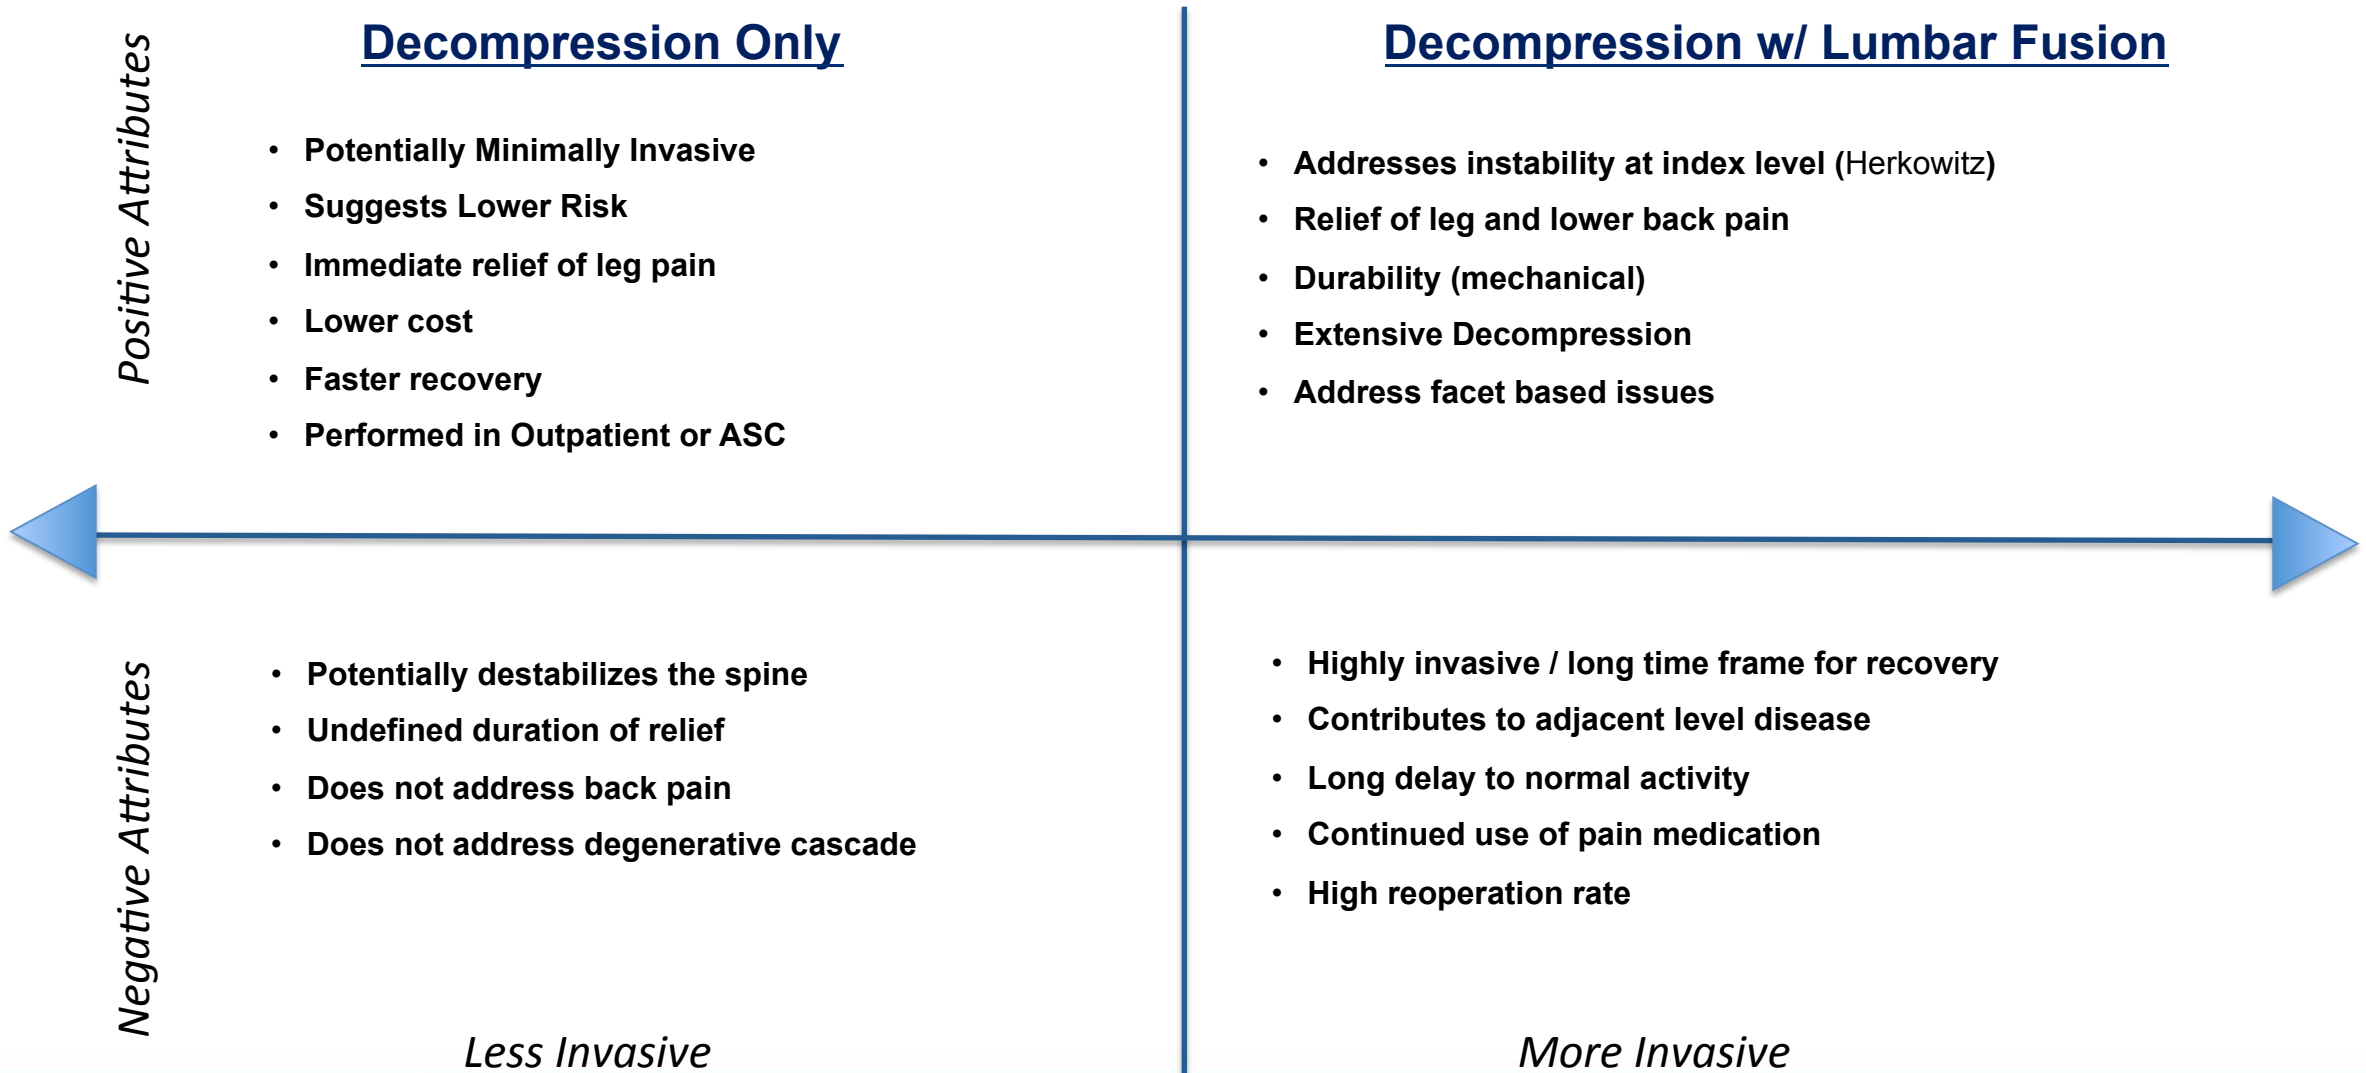 Decompression Only
Decompression w/ Lumbar Fusion
Positive Attributes
• Potentially Minimally Invasive
• Suggests Lower Risk
• Immediate relief of leg pain
• Lower cost
• Faster recovery
• Performed in Outpatient or ASC
• Addresses instability at index level (Herkowitz)
• Relief of leg and lower back pain
• Durability (mechanical)
• Extensive Decompression
• Address facet based issues
Negative Attributes
• Potentially destabilizes the spine
• Undefined duration of relief
• Does not address back pain
• Does not address degenerative cascade
• Highly invasive / long time frame for recovery
• Contributes to adjacent level disease
• Long delay to normal activity
• Continued use of pain medication
• High reoperation rate
Less Invasive
More Invasive